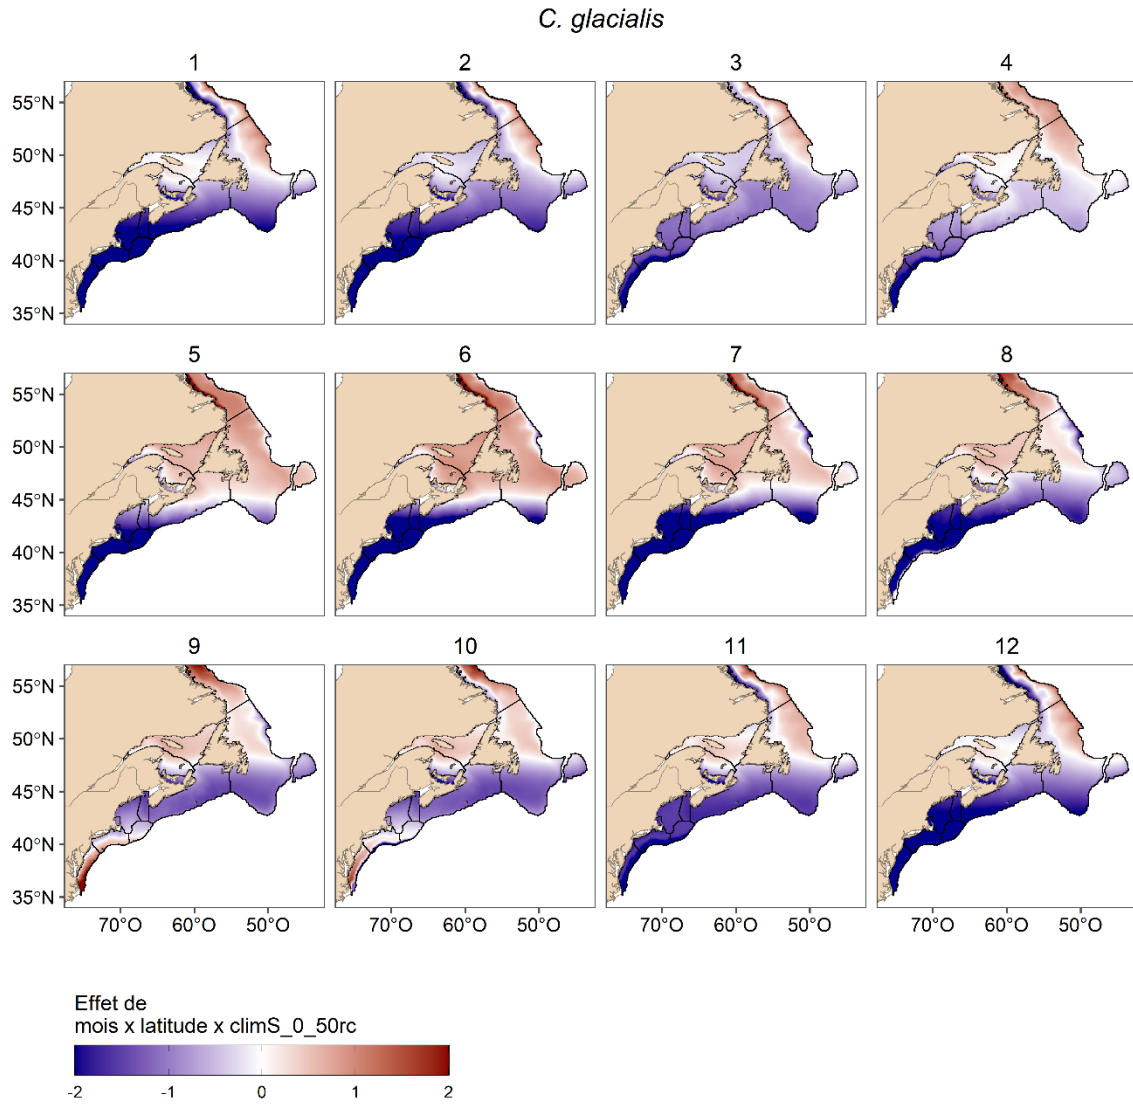 C. glacialis
1 2 3 4
55°N
50°N
45°N
40°N
35°N
5 6 7 8
55°N
50°N
45°N
40°N
35°N
9 10 11 12
55°N
50°N
45°N
40°N
35°N
70°O 60°O 50°O 70°O 60°O 50°O 70°O 60°O 50°O 70°O 60°O 50°O
Effet de
mois x latitude x climS_0_50rc
-2 -1 0 1 2